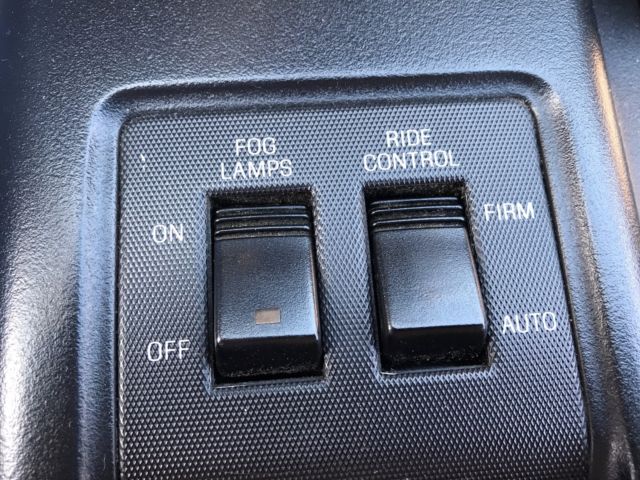 FOG
LAMPS
ON
OFF
RIDE
CONTROL
FIRM
AUTO